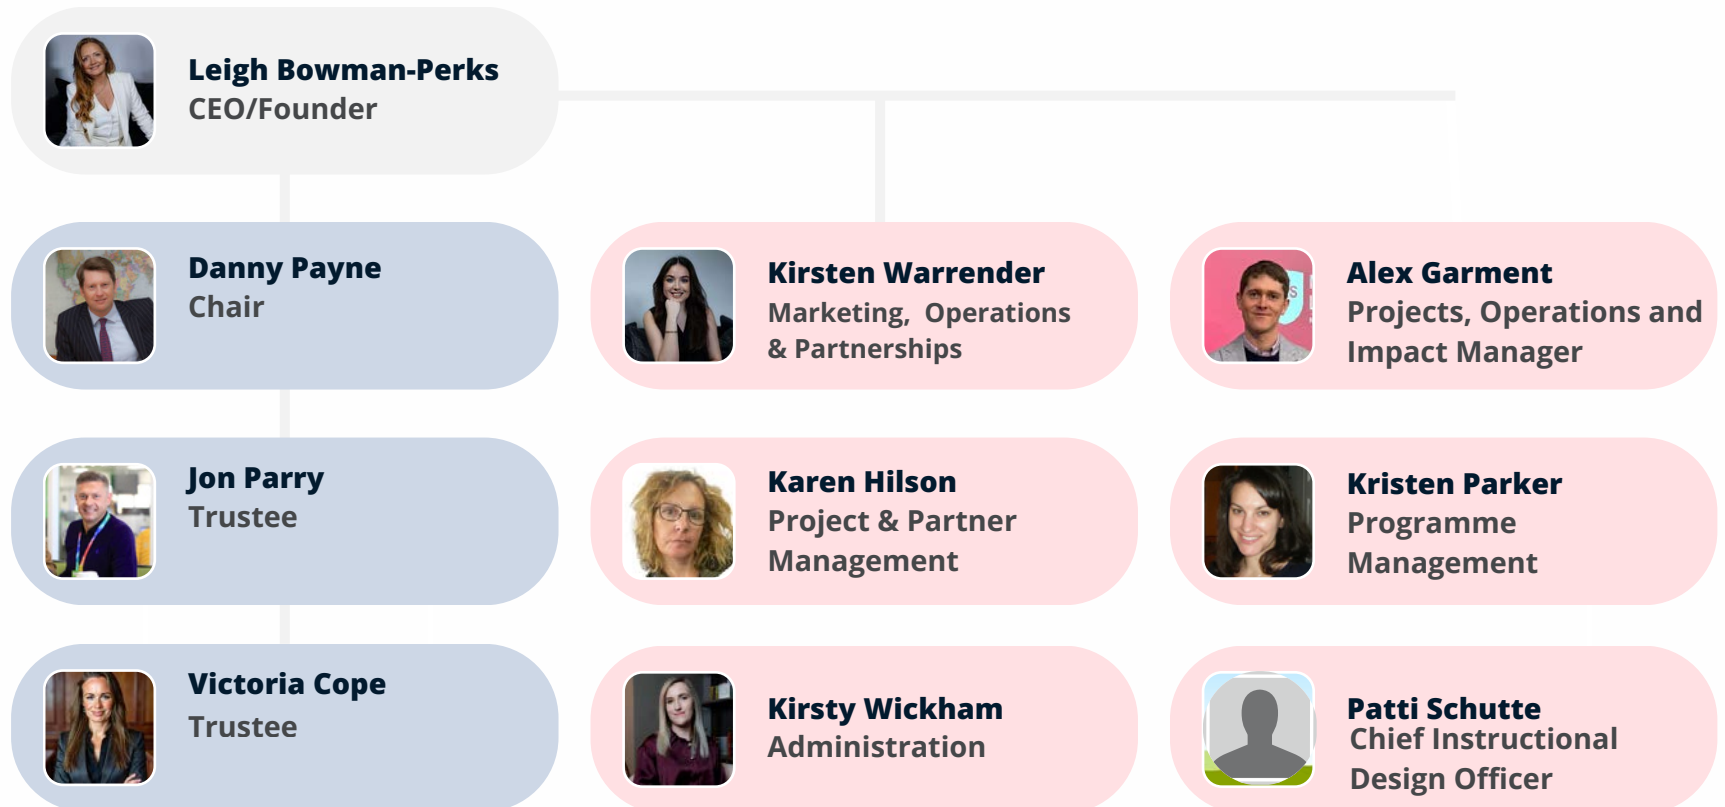 Leigh Bowman-Perks
CEO/Founder
Danny Payne
Chair
Kirsten Warrender
Marketing, Operations
& Partnerships
Alex Garment
Projects, Operations and
Impact Manager
Jon Parry
Trustee
Karen Hilson
Project & Partner
Management
Kristen Parker
Programme
Management
Victoria Cope
Trustee
Kirsty Wickham
Administration
Patti Schutte
Chief Instructional
Design Officer